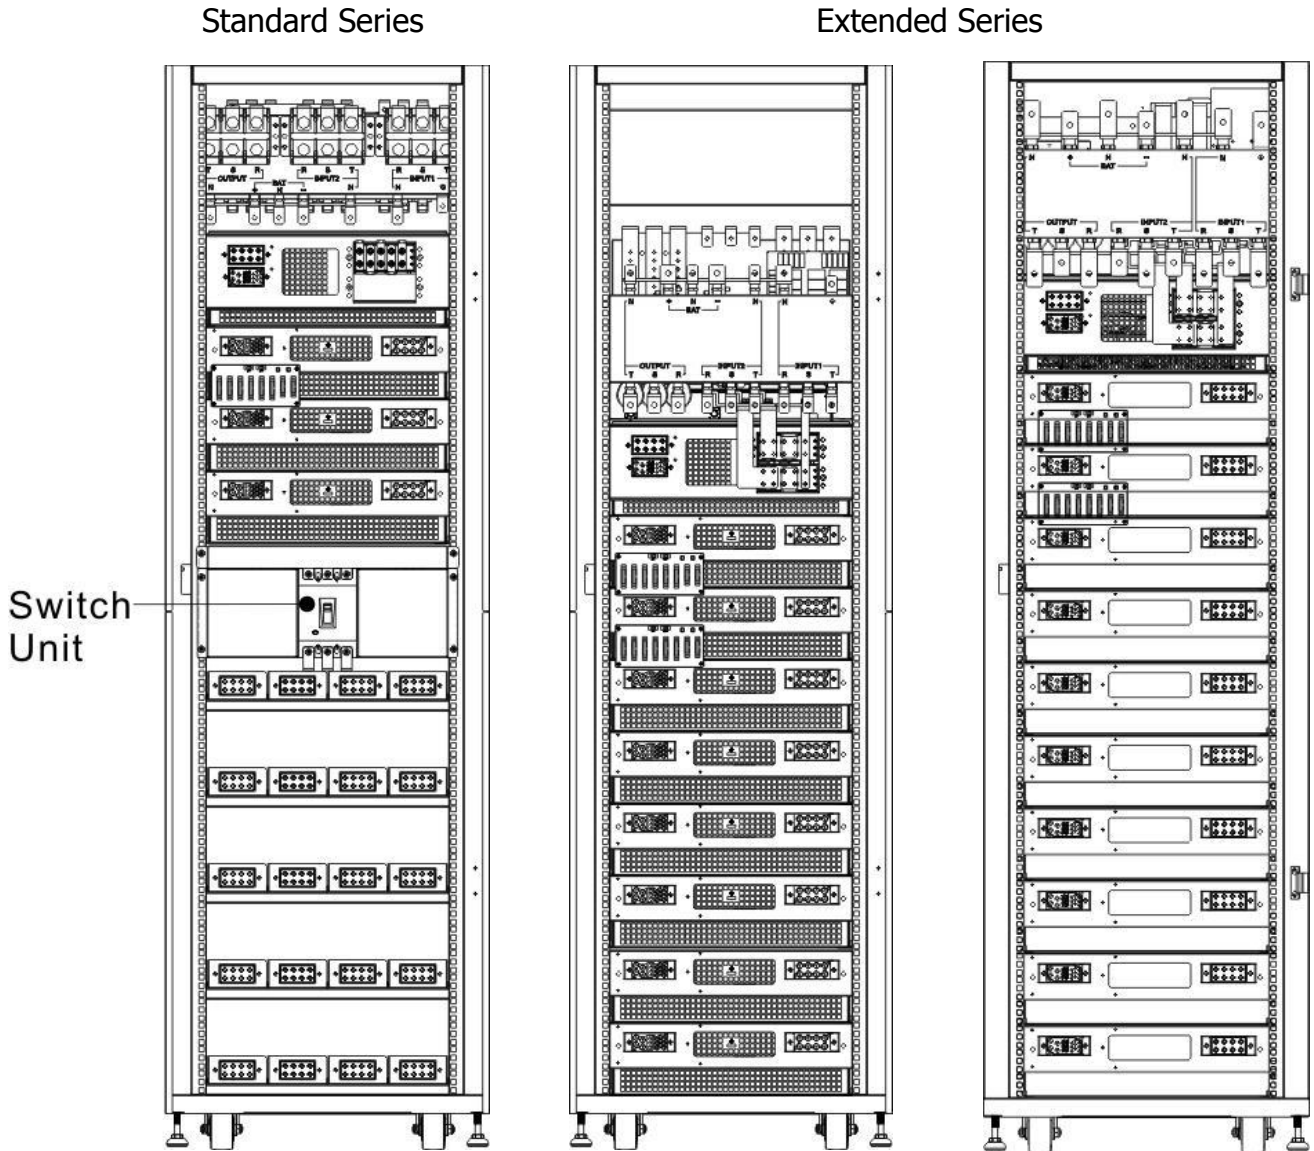 Standard Series
Extended Series
T S R R S T R S T
OUTPUT INPUT2 INPUT1
BAT
N + N - N N
N + N - N N
BAT
OUTPUT INPUT2 INPUT1
T S R R S T R S T
N + N - N N
BAT
OUTPUT INPUT2 INPUT1
T S R R S T R S T
Switch
Unit